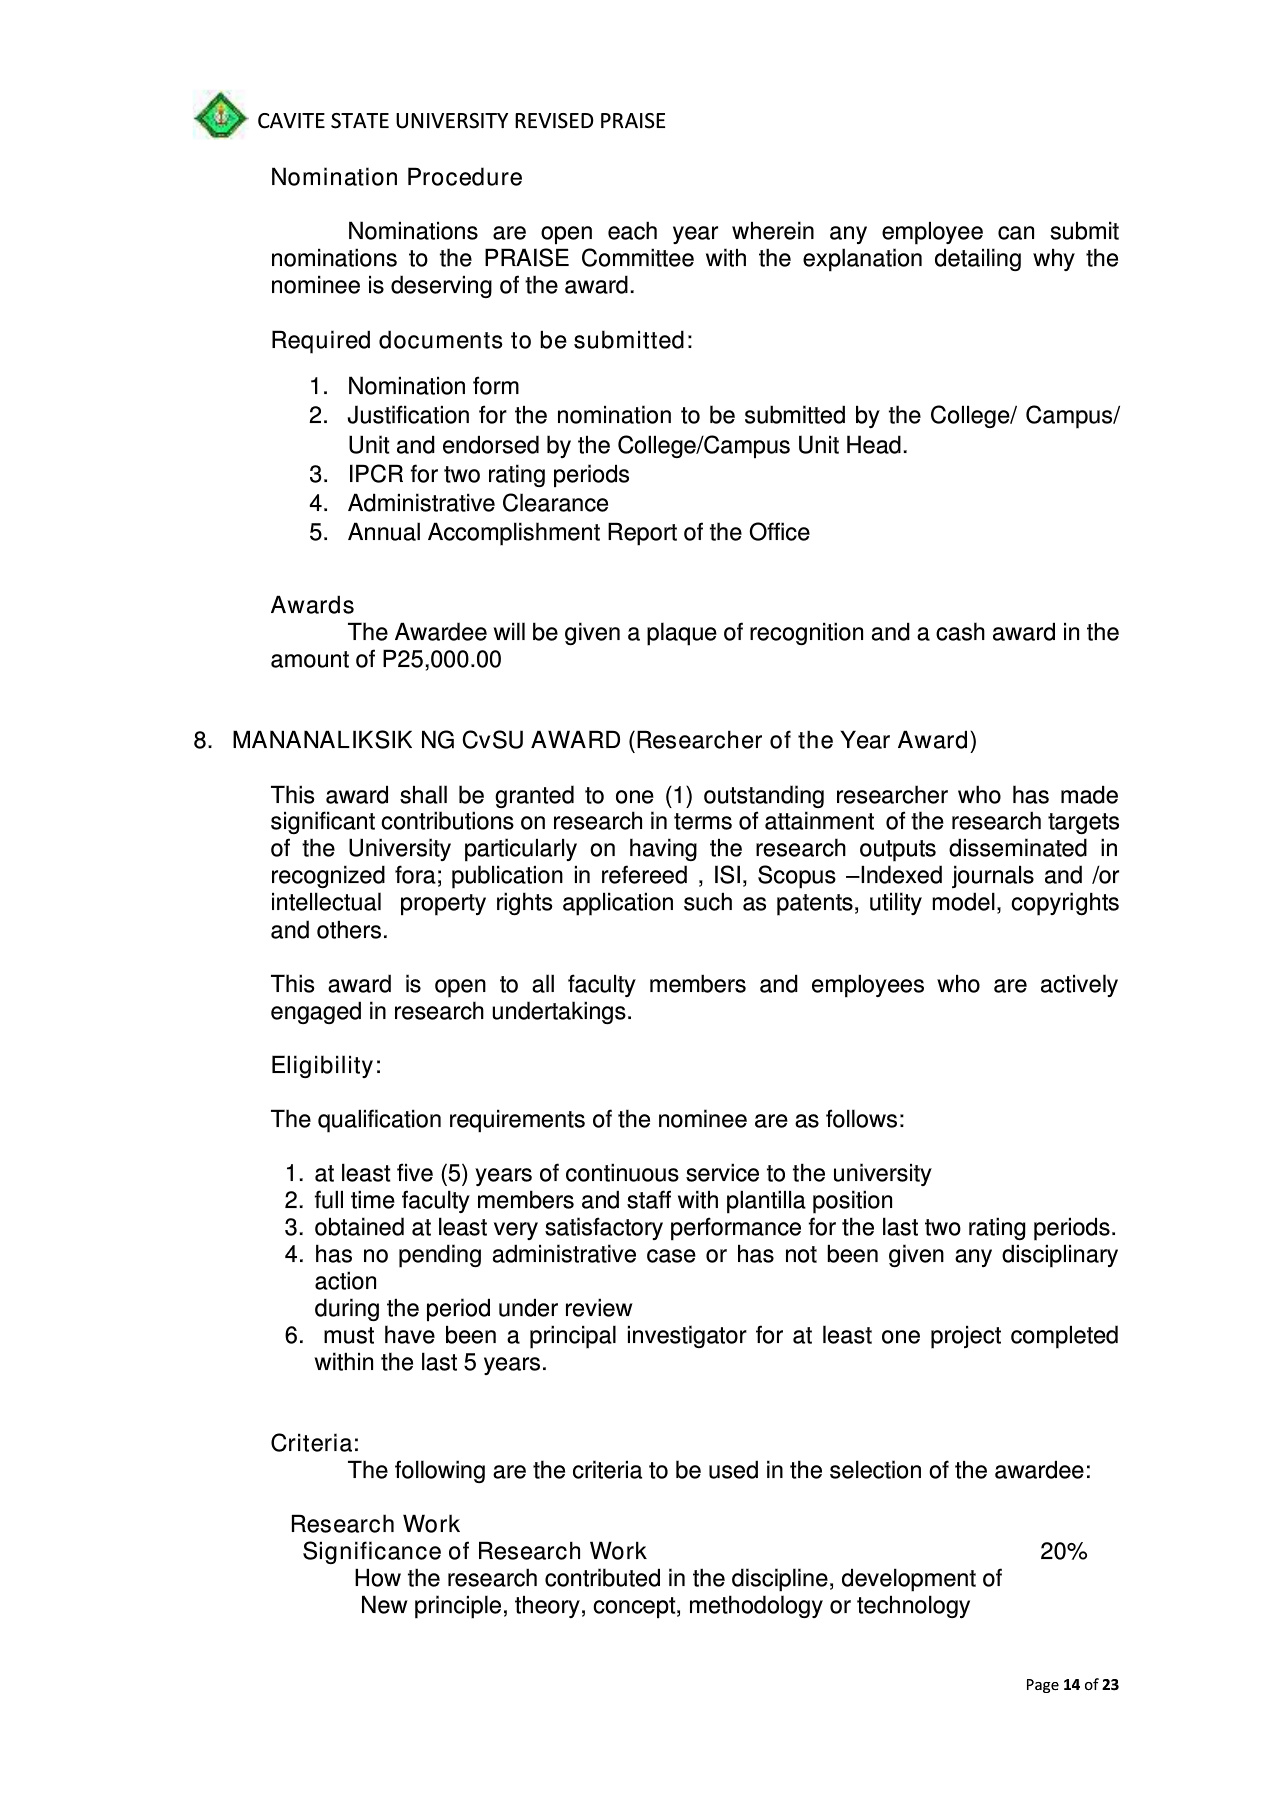 CAVITE STATE UNIVERSITY REVISED PRAISE
Nomination Procedure
Nominations are open each year wherein any employee can submit
nominations to the PRAISE Committee with the explanation detailing why the
nominee is deserving of the award.
Required documents to be submitted:
1. Nomination form
2. Justification for the nomination to be submitted by the College/ Campus/
Unit and endorsed by the College/Campus Unit Head.
3. IPCR for two rating periods
4. Administrative Clearance
5. Annual Accomplishment Report of the Office
Awards
The Awardee will be given a plaque of recognition and a cash award in the
amount of P25,000.00
8. MANANALIKSIK NG CvSU AWARD (Researcher of the Year Award)
This award shall be granted to one (1) outstanding researcher who has made
significant contributions on research in terms of attainment of the research targets
of the University particularly on having the research outputs disseminated in
recognized fora; publication in refereed , ISI, Scopus –Indexed journals and /or
intellectual property rights application such as patents, utility model, copyrights
and others.
This award is open to all faculty members and employees who are actively
engaged in research undertakings.
Eligibility:
The qualification requirements of the nominee are as follows:
1. at least five (5) years of continuous service to the university
2. full time faculty members and staff with plantilla position
3. obtained at least very satisfactory performance for the last two rating periods.
4. has no pending administrative case or has not been given any disciplinary
action
during the period under review
6. must have been a principal investigator for at least one project completed
within the last 5 years.
Criteria:
The following are the criteria to be used in the selection of the awardee:
Research Work
Significance of Research Work 20%
How the research contributed in the discipline, development of
New principle, theory, concept, methodology or technology
Page 14 of 23